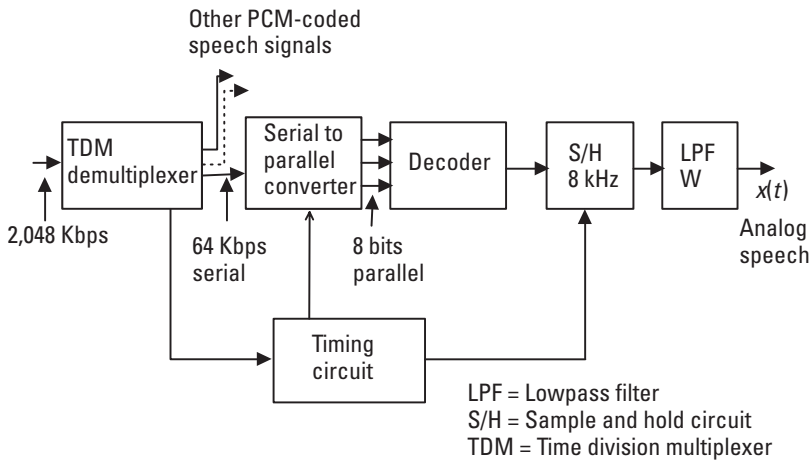 Other PCM-coded
speech signals
TDM
demultiplexer
Serial to
parallel
converter
Decoder
S/H
8 kHz
LPF
W
x(t)
Analog
speech
2,048 Kbps
64 Kbps
serial
8 bits
parallel
Timing
circuit
LPF = Lowpass filter
S/H = Sample and hold circuit
TDM = Time division multiplexer